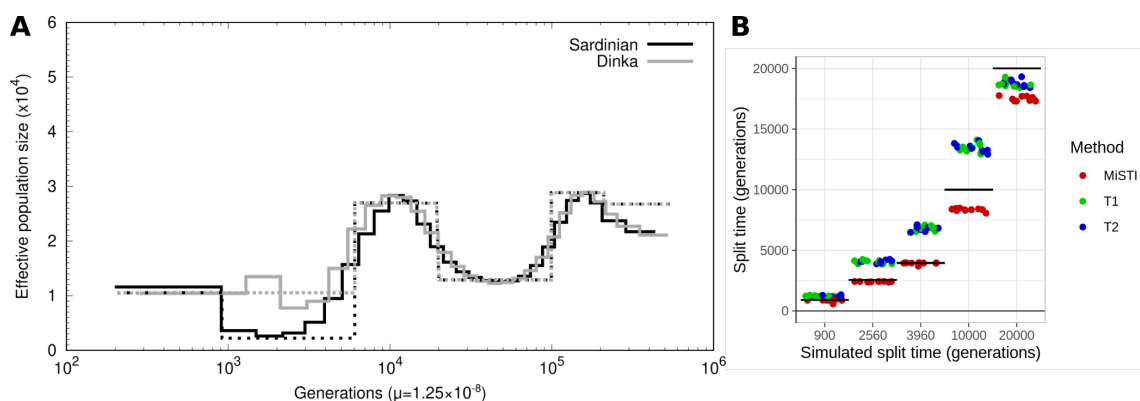 A
B
Effective population size (x10⁴)
6
5
4
3
2
1
0
10²
10³
10⁴
10⁵
10⁶
Generations (μ=1.25×10⁻⁸)
Sardinian
Dinka
Split time (generations)
20000
15000
10000
5000
0
900
25560
3960
100000
20000
Simulated split time (generations)
Method
MiSTI
T1
T2